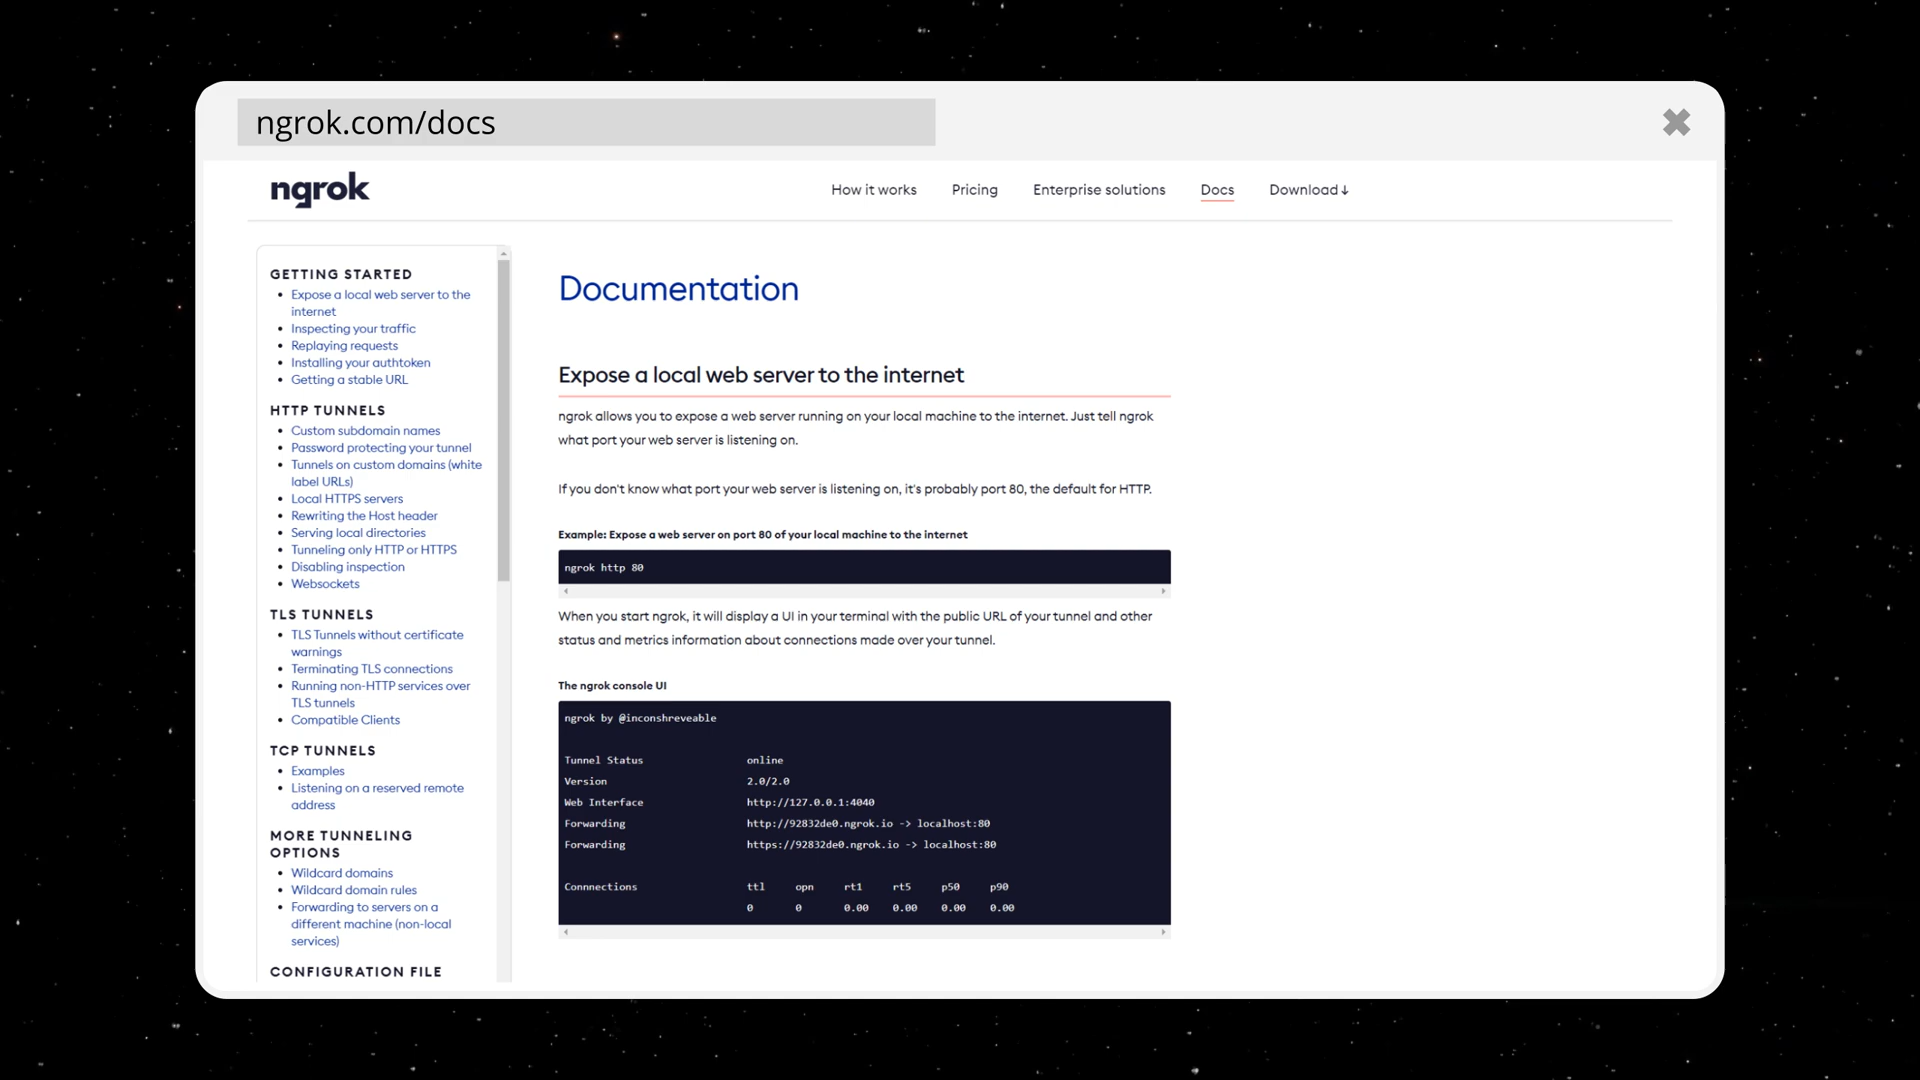 ngrok.com/docs
ngrok
How it works Pricing Enterprise solutions Docs Download↓
GETTING STARTED
• Expose a local web server to the
internet
• Inspecting your traffic
• Replaying requests
• Installing your authtoken
• Getting a stable URL
HTTP TUNNELS
• Custom subdomain names
• Password protecting your tunnel
• Tunnels on custom domains (white
label URLs)
• Local HTTPS servers
• Rewriting the Host header
• Serving local directories
• Tunneling only HTTP or HTTPS
• Disabling inspection
• Websockets
TLS TUNNELS
• TLS Tunnels without certificate
warnings
• Terminating TLS connections
• Running non-HTTP services over
TLS tunnels
• Compatible Clients
TCP TUNNELS
• Examples
• Listening on a reserved remote
address
MORE TUNNELING
OPTIONS
• Wildcard domains
• Wildcard domain rules
• Forwarding to servers on a
different machine (non-local
services)
CONFIGURATION FILE
Documentation
Expose a local web server to the internet
ngrok allows you to expose a web server running on your local machine to the internet. Just tell ngrok
what port your web server is listening on.
If you don't know what port your web server is listening on, it's probably port 80, the default for HTTP.
Example: Expose a web server on port 80 of your local machine to the internet
ngrok http 80
When you start ngrok, it will display a UI in your terminal with the public URL of your tunnel and other
status and metrics information about connections made over your tunnel.
The ngrok console UI
ngrok by @inconshreveable
Tunnel Status online
Version 2.0/2.0
Web Interface http://127.0.0.1:4040
Forwarding http://92832de0.ngrok.io -> localhost:80
Forwarding https://92832de0.ngrok.io -> localhost:80
Connnections ttl opn rt1 rt5 p50 p90
0 0 0.00 0.00 0.00 0.00